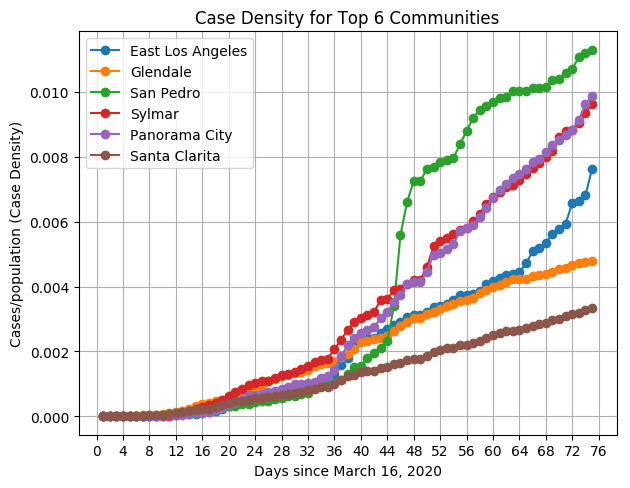 Case Density for Top 6 Communities
East Los Angeles
Glendale
San Pedro
Sylmar
Panorama City
Santa Clarita
Cases/population (Case Density)
0.010
0.008
0.006
0.004
0.002
0.000
0 4 8 12 16 20 24 28 32 36 40 44 48 52 56 60 64 68 72 76
Days since March 16, 2020